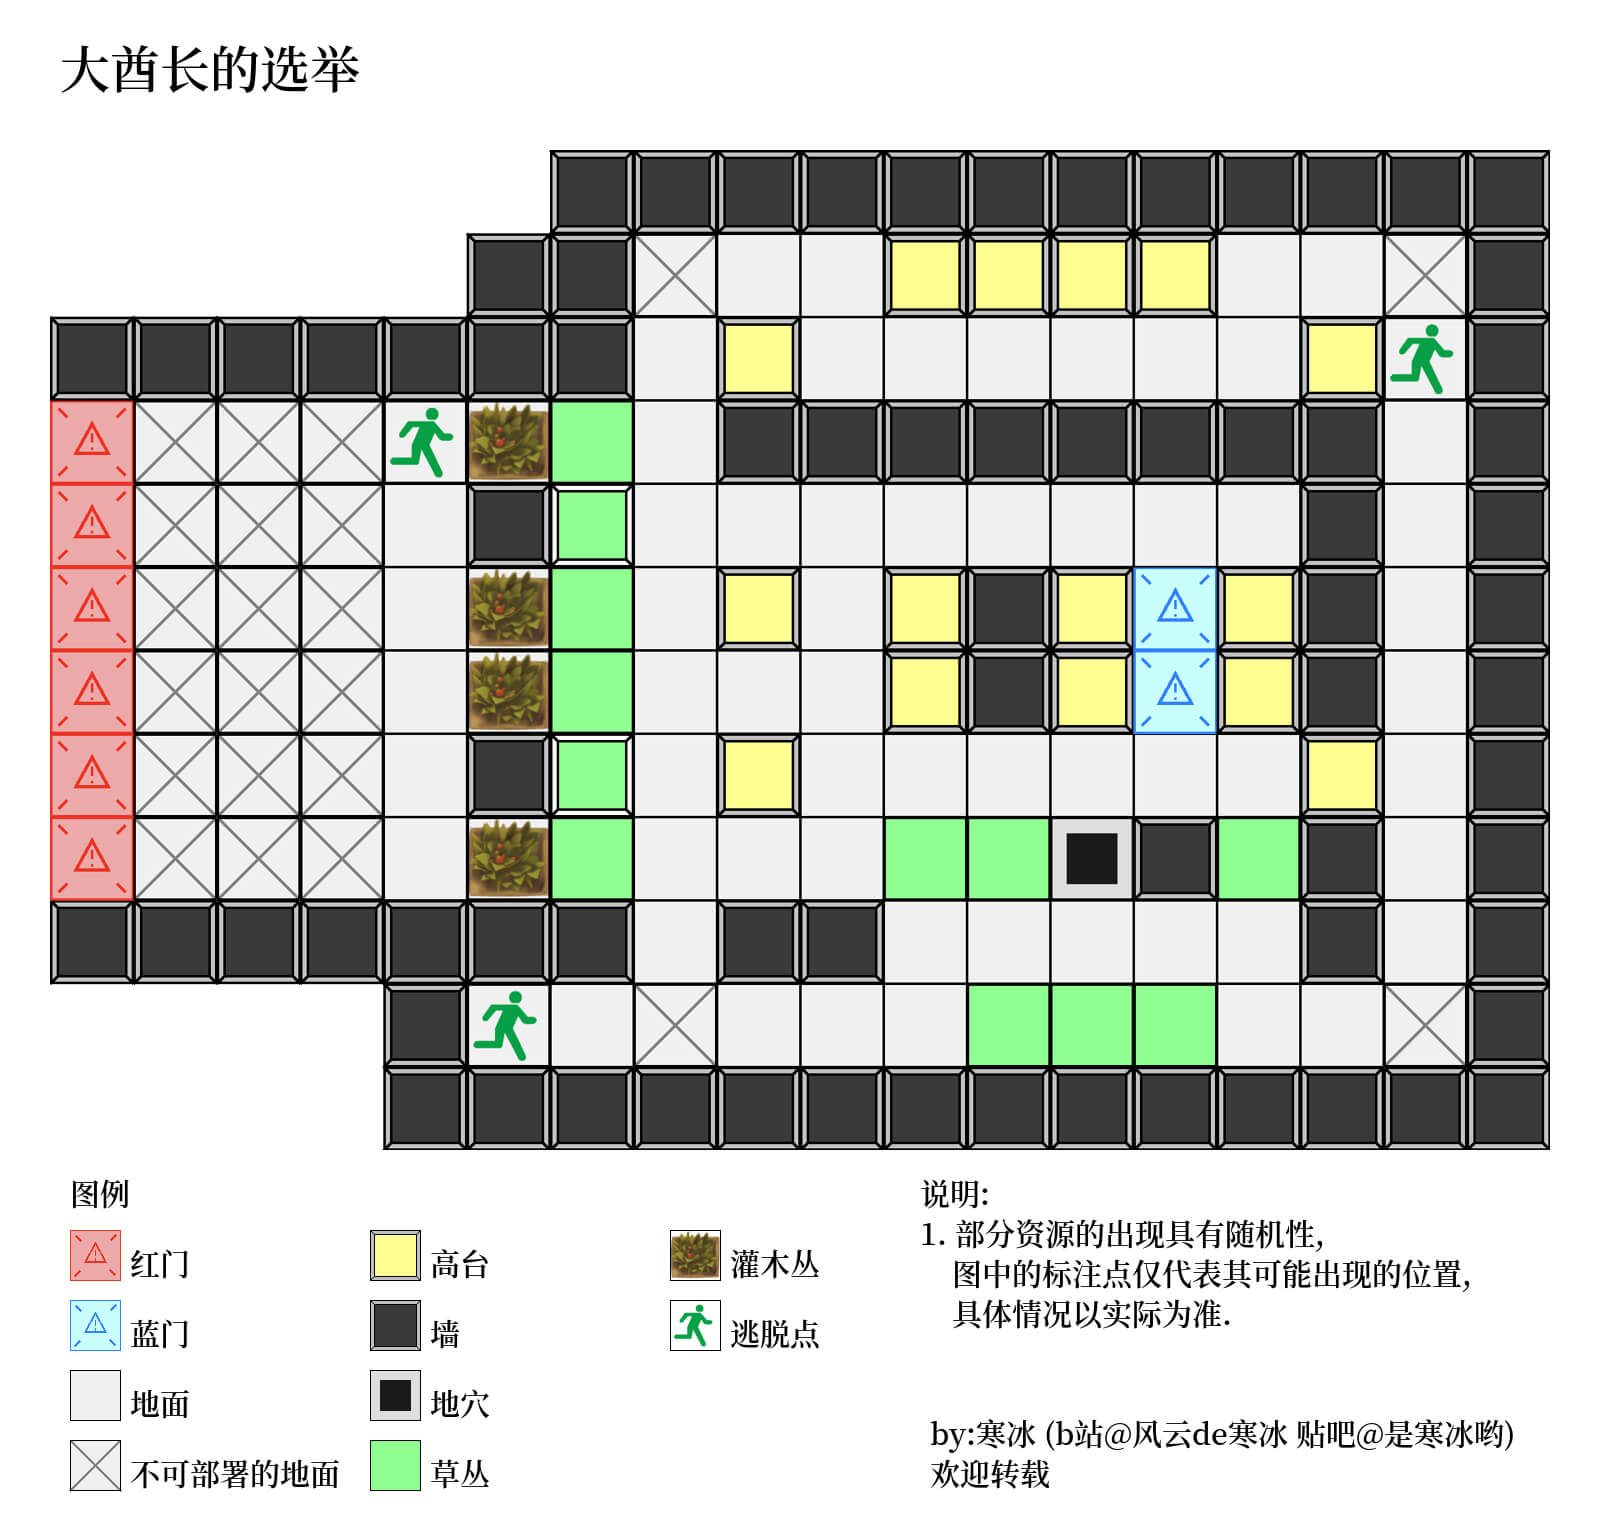 大酋长的选举
图例
红门
蓝门
地面
不可部署的地面
高台
墙
地穴
草丛
灌木丛
逃脱点
说明:
1. 部分资源的出现具有随机性,
图中的标注点仅代表其可能出现的位置,
具体情况以实际为准.
by:寒冰 (b站@风云de寒冰 贴吧@是寒冰哟)
欢迎转载